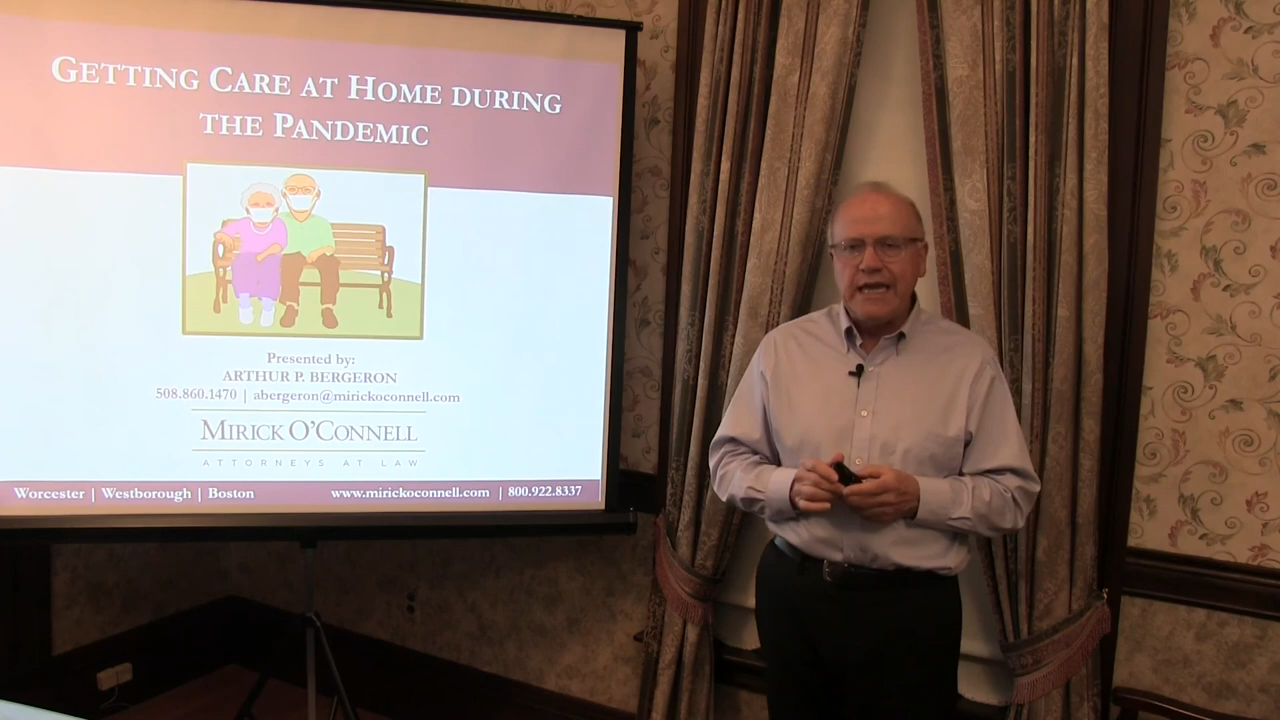 GETTING CARE AT HOME DURING
THE PANDEMIC
Presented by:
ARTHUR P. BERGERON
508.860.1470 | abergeron@mirickoconnell.com
MIRICK O'CONNELL
ATTORNEYS AT LAW
Worcester | Westborough | Boston www.mirickoconnell.com | 800.922.8337